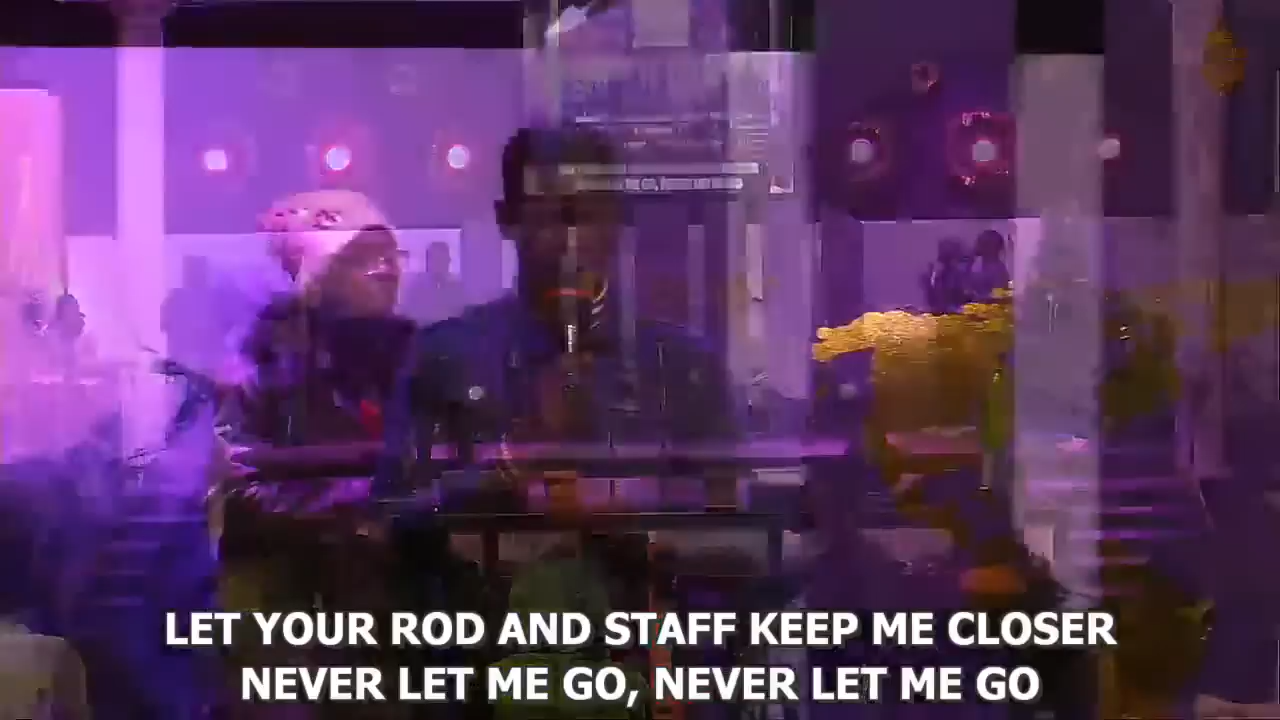 LET YOUR ROD AND STAFF KEEP ME CLOSER
NEVER LET ME GO, NEVER LET ME GO